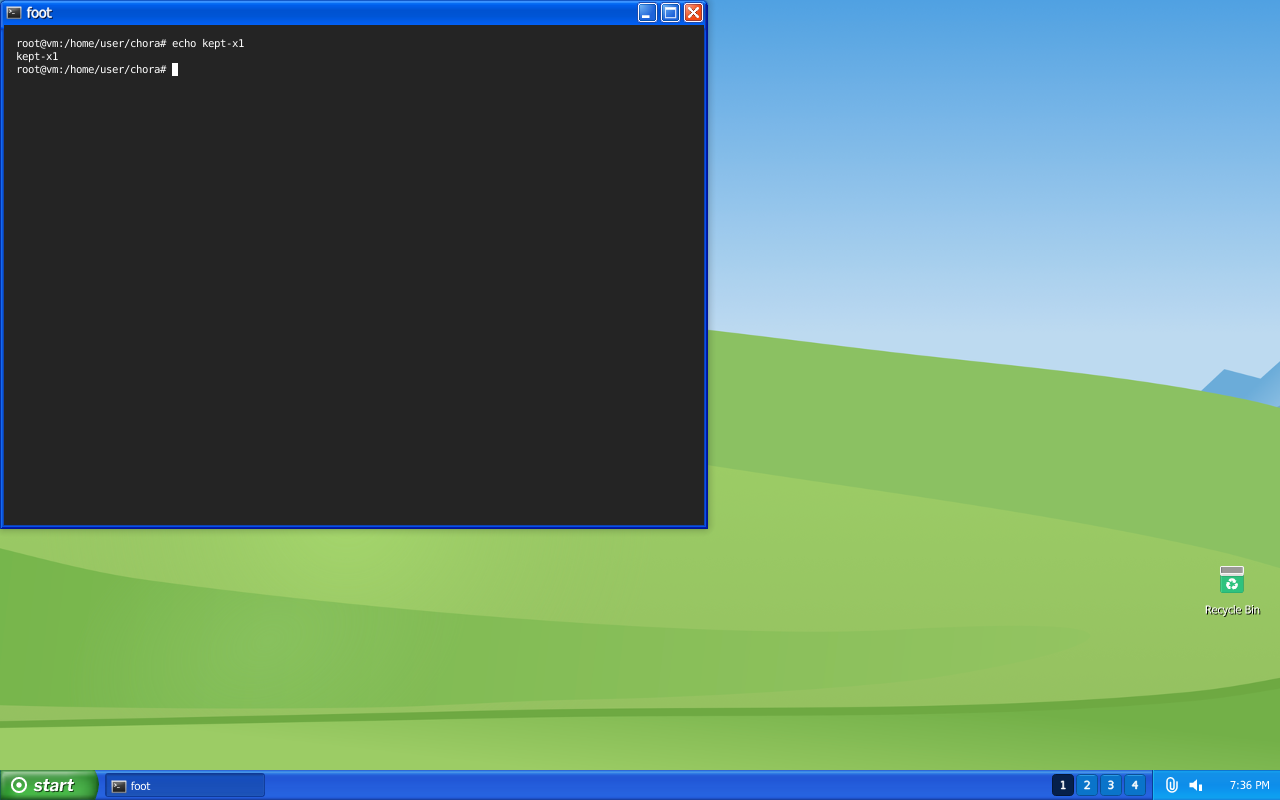 foot
root@vm:/home/user/chora# echo kept-x1
kept-x1
root@vm:/home/user/chora#
Recycle Bin
start
foot
1 2 3 4
7:36 PM